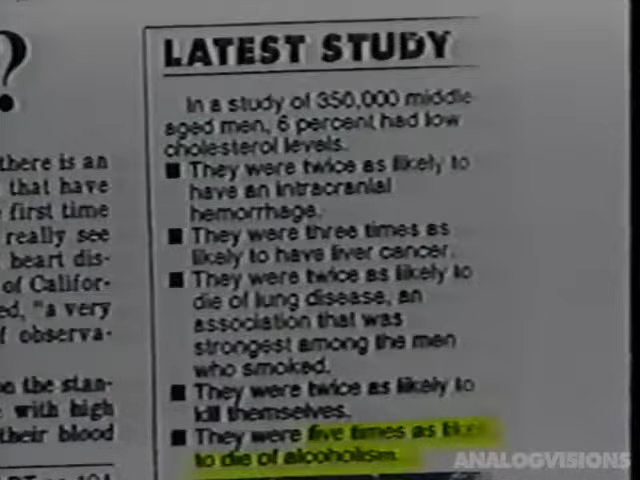 ?
there is an
that have
first time
really see
heart dis-
of Califor-
ed, "a very
f observa-
on the stan-
with high
their blood
LATEST STUDY
In a study of 350,000 middle
aged men, 6 percent had low
cholesterol levels.
■ They were twice as likely to
have an intracranial
hemorrhage.
■ They were three times as
likely to have liver cancer.
■ They were twice as likely to
die of lung disease, an
association that was
strongest among the men
who smoked.
■ They were twice as likely to
kill themselves.
■ They were five times as likely
to die of alcoholism.
ANALOGVISIONS